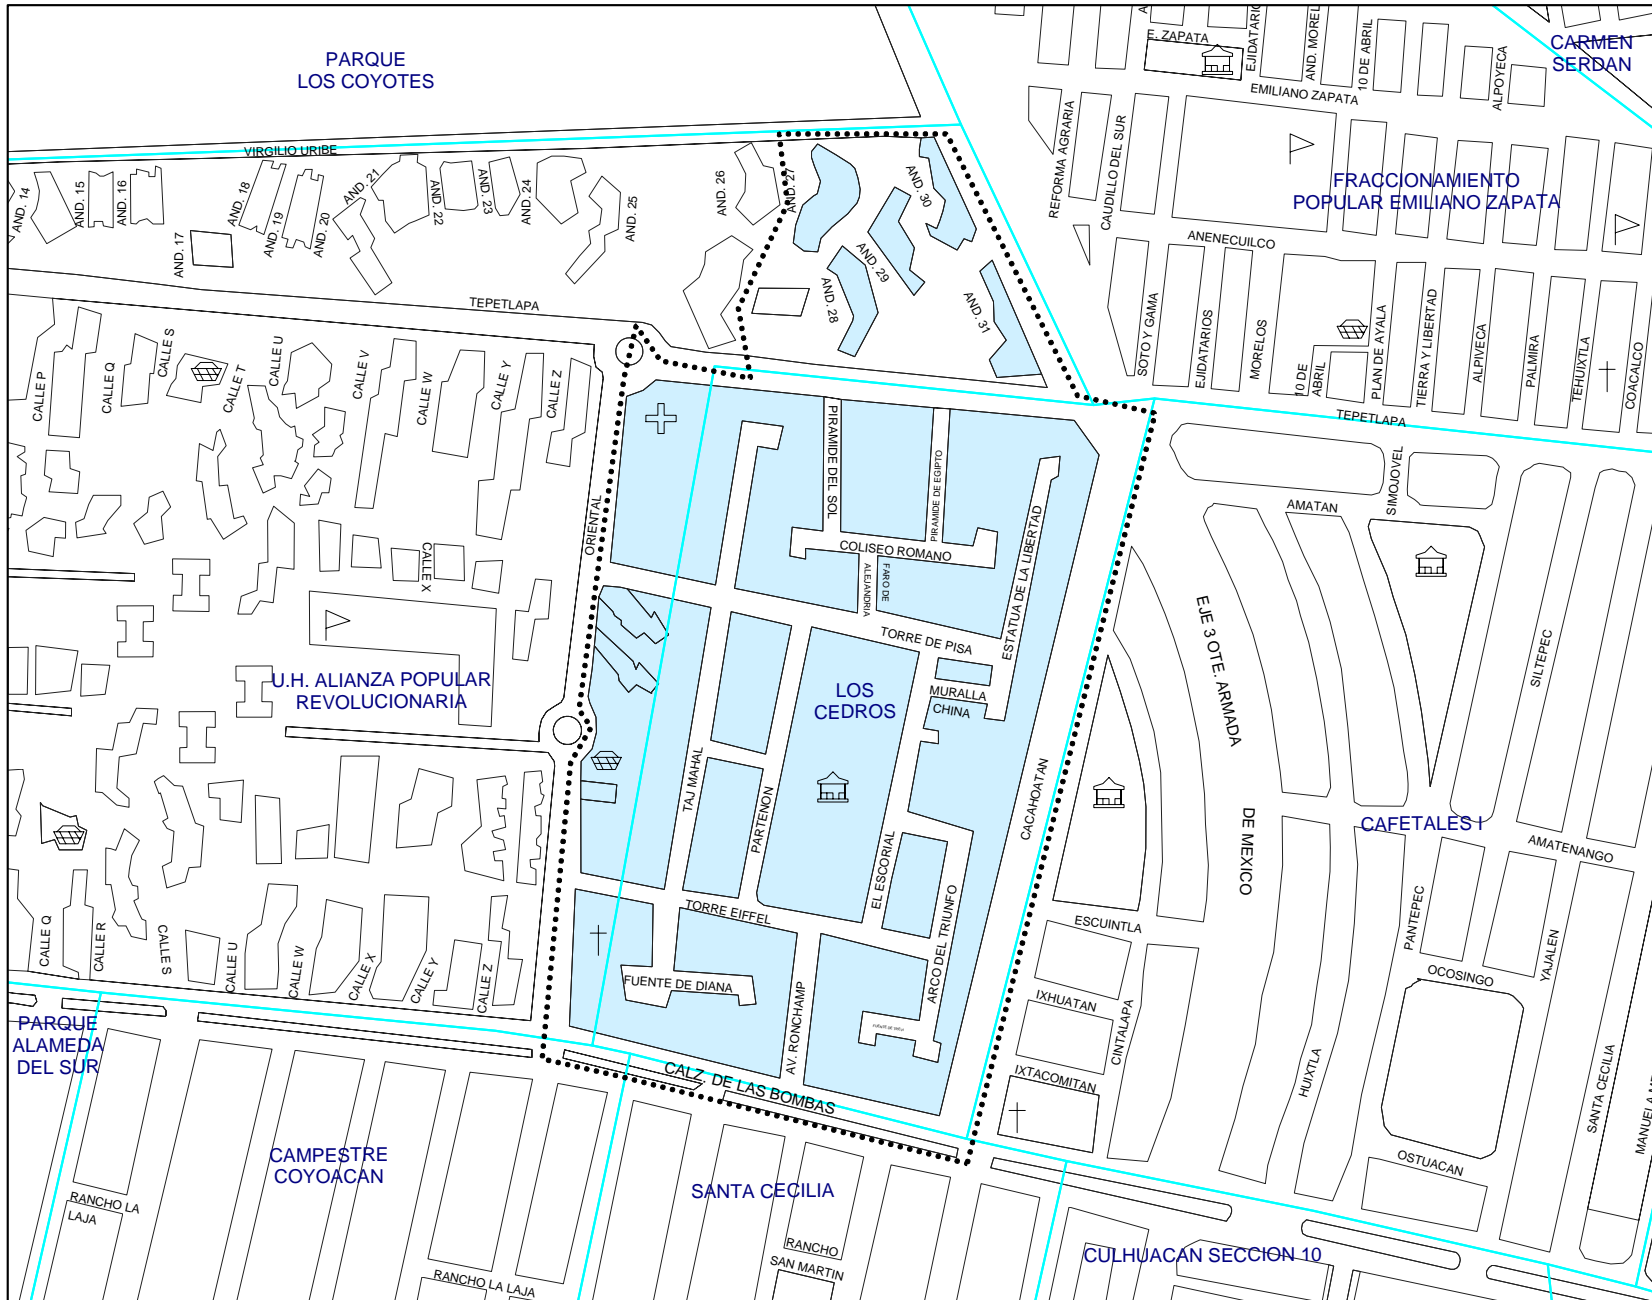 PARQUE
LOS COYOTES
E. ZAPATA
EJIDATARIO
AND. MOREL
10 DE ABRIL
ALPOYECA
CARMEN
SERDAN
EMILIANO ZAPATA
VIRGILIO URIBE
REFORMA AGRARIA
CAUDILLO DEL SUR
FRACCIONAMIENTO
POPULAR EMILIANO ZAPATA
AND. 14
AND. 15
AND. 16
AND. 17
AND. 18
AND. 19
AND. 20
AND. 21
AND. 22
AND. 23
AND. 24
AND. 25
AND. 26
AND. 27
AND. 28
AND. 29
AND. 30
AND. 31
ANENECUILCO
TEPETLAPA
SOTO Y GAMA
EJIDATARIOS
MORELOS
10 DE
ABRIL
PLAN DE AYALA
TIERRA Y LIBERTAD
ALPIVECA
PALMIRA
TEHUIXTLA
COACALCO
TEPETLAPA
CALLE P
CALLE Q
CALLE S
CALLE T
CALLE U
CALLE V
CALLE W
CALLE Y
CALLE Z
CALLE X
ORIENTAL
PIRAMIDE DEL SOL
PIRAMIDE DE EGIPTO
COLISEO ROMANO
FARO DE
ALEJANDRIA
ESTATUA DE LA LIBERTAD
TORRE DE PISA
MURALLA
CHINA
LOS
CEDROS
U.H. ALIANZA POPULAR
REVOLUCIONARIA
TAJ MAHAL
PARTENON
EL ESCORIAL
ARCO DEL TRIUNFO
CACAHOATAN
TORRE EIFFEL
FUENTE DE DIANA
AV. RONCHAMP
CALZ. DE LAS BOMBAS
SIMOJOVEL
AMATAN
EJE 3 OTE. ARMADA
DE MEXICO
SILTEPEC
CAFETALES I
AMATENANGO
ESCUINTLA
PANTEPEC
OCOSINGO
YAJALEN
IXHUATAN
CINTALAPA
IXTACOMITAN
HUIXTLA
OSTUACAN
SANTA CECILIA
MANUELA ME
CALLE Q
CALLE R
CALLE S
CALLE U
CALLE W
CALLE X
CALLE Y
CALLE Z
PARQUE
ALAMEDA
DEL SUR
CAMPESTRE
COYOACAN
SANTA CECILIA
CULHUACAN SECCION 10
RANCHO LA
LAJA
RANCHO LA LAJA
RANCHO
SAN MARTIN